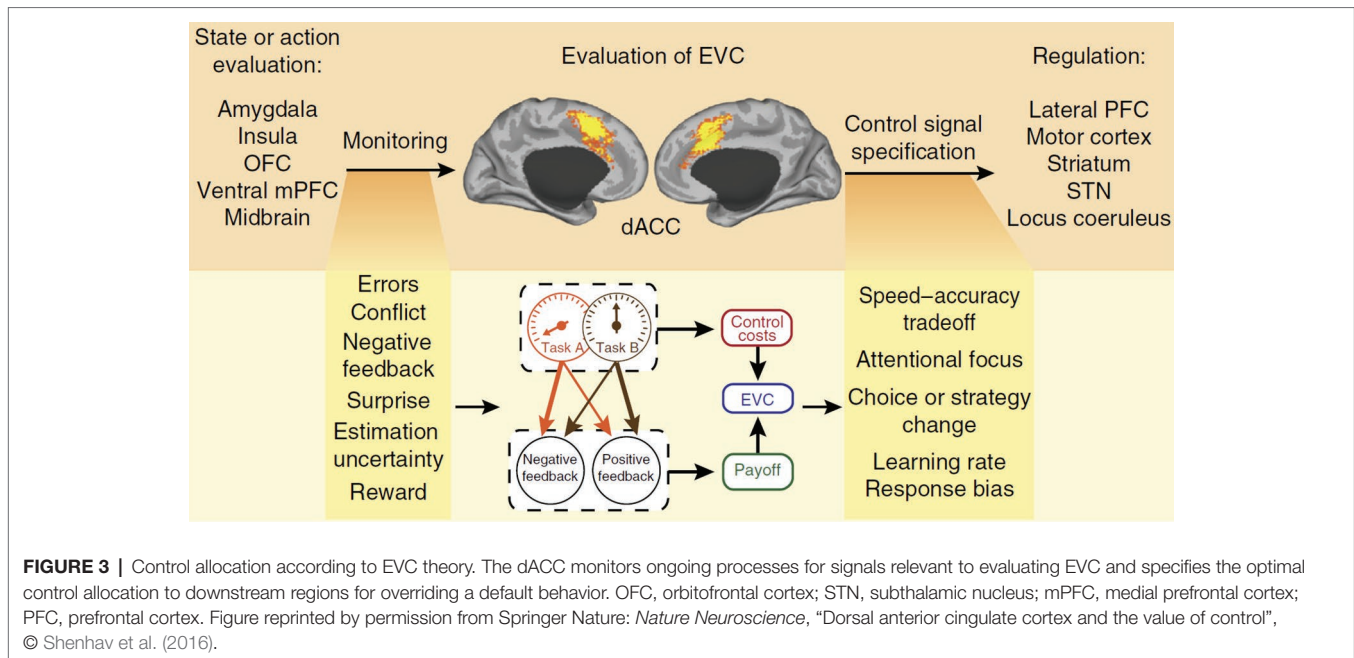 State or action
evaluation:
Amygdala
Insula
OFC
Ventral mPFC
Midbrain
Monitoring
Evaluation of EVC
dACC
Control signal
specification
Regulation:
Lateral PFC
Motor cortex
Striatum
STN
Locus coeruleus
Errors
Conflict
Negative
feedback
Surprise
Estimation
uncertainty
Reward
Task A
Task B
Negative
feedback
Positive
feedback
Control
costs
EVC
Payoff
Speed–accuracy
tradeoff
Attentional focus
Choice or strategy
change
Learning rate
Response bias
FIGURE 3 | Control allocation according to EVC theory. The dACC monitors ongoing processes for signals relevant to evaluating EVC and specifies the optimal
control allocation to downstream regions for overriding a default behavior. OFC, orbitofrontal cortex; STN, subthalamic nucleus; mPFC, medial prefrontal cortex;
PFC, prefrontal cortex. Figure reprinted by permission from Springer Nature: Nature Neuroscience, “Dorsal anterior cingulate cortex and the value of control”,
© Shenhav et al. (2016).